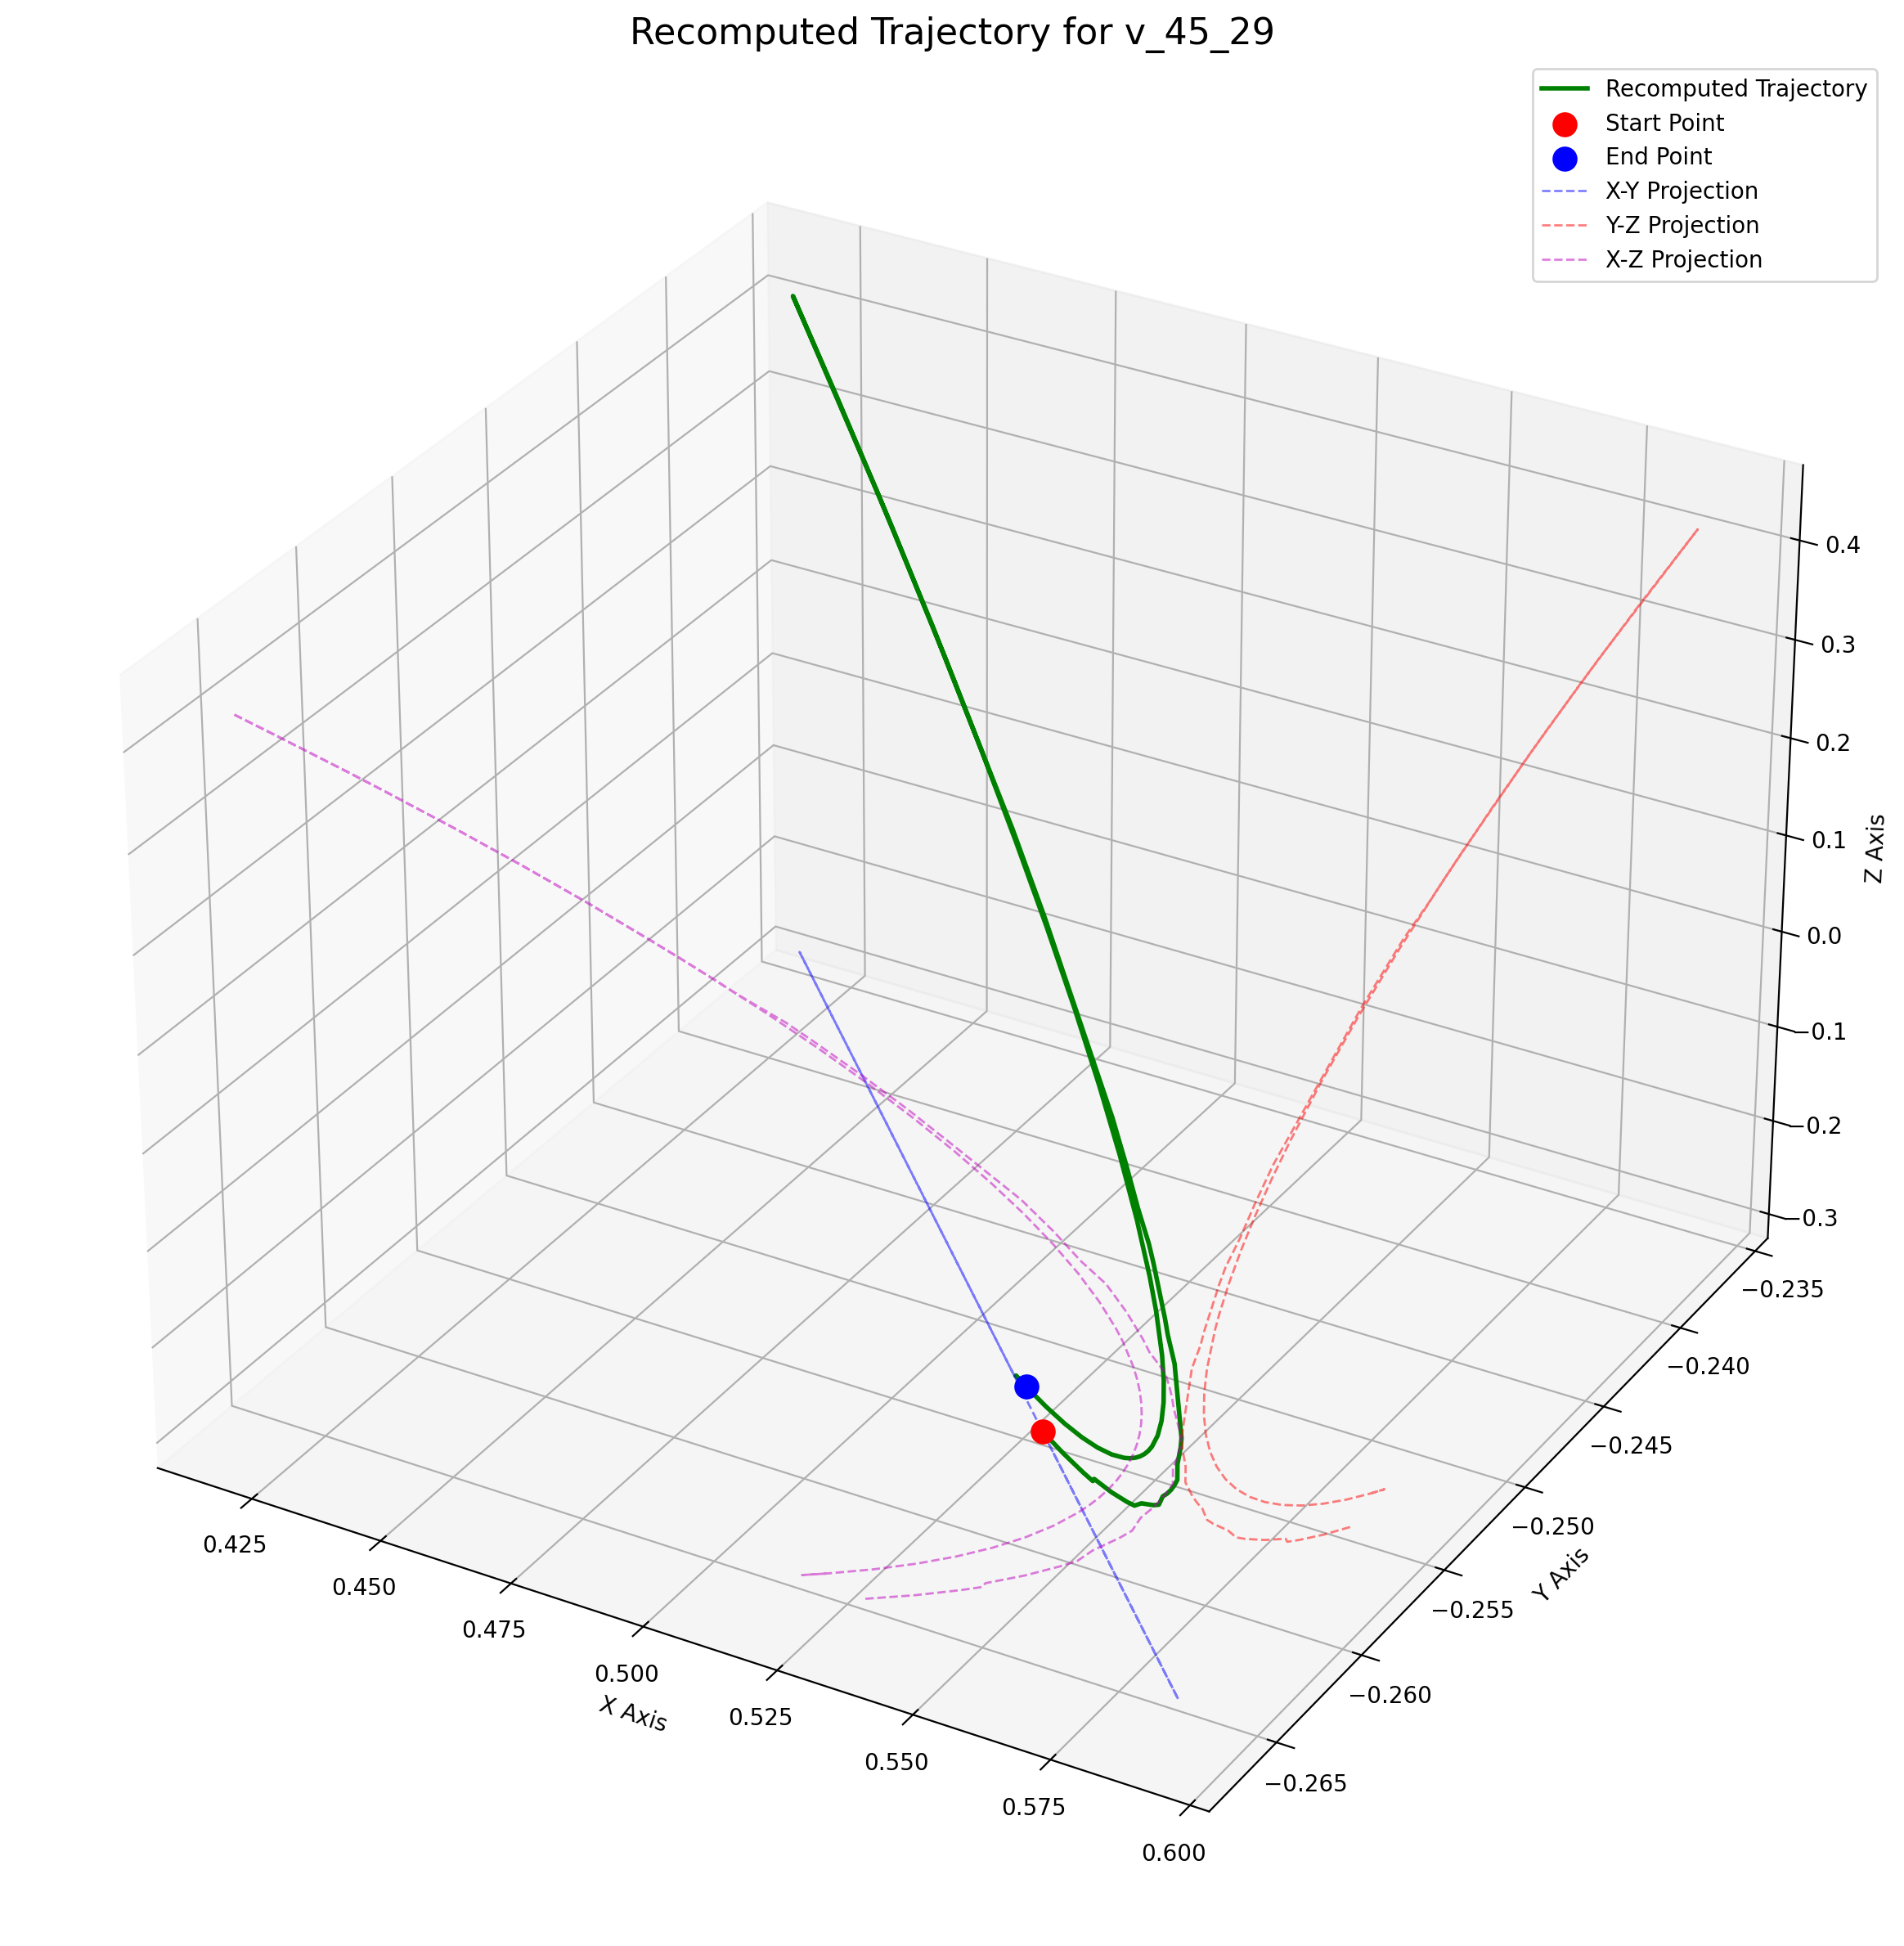 Recomputed Trajectory for v_45_29
Recomputed Trajectory
Start Point
End Point
X-Y Projection
Y-Z Projection
X-Z Projection
0.4
0.3
0.2
0.1
0.0
−0.1
−0.2
−0.3
Z Axis
−0.235
−0.240
−0.245
−0.250
−0.255
−0.260
−0.265
Y Axis
0.425
0.450
0.475
0.500
0.525
0.550
0.575
0.600
X Axis